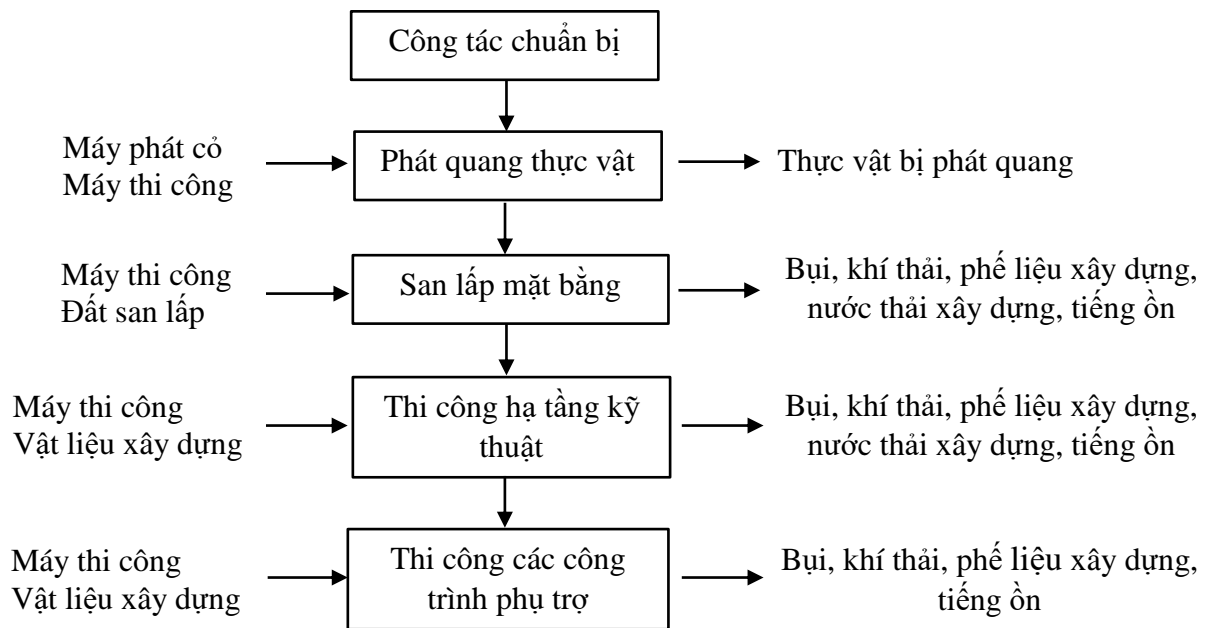 Công tác chuẩn bị
Máy phát cỏ
Máy thi công
Phát quang thực vật
Thực vật bị phát quang
Máy thi công
Đất san lấp
San lấp mặt bằng
Bụi, khí thải, phế liệu xây dựng,
nước thải xây dựng, tiếng ồn
Máy thi công
Vật liệu xây dựng
Thi công hạ tầng kỹ
thuật
Bụi, khí thải, phế liệu xây dựng,
nước thải xây dựng, tiếng ồn
Máy thi công
Vật liệu xây dựng
Thi công các công
trình phụ trợ
Bụi, khí thải, phế liệu xây dựng,
tiếng ồn